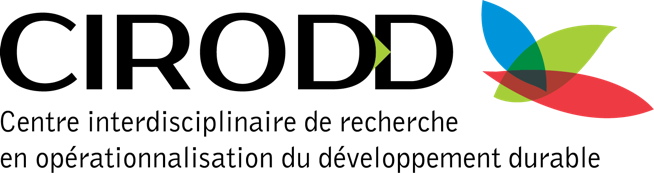 CIRODD
Centre interdisciplinaire de recherche
en opérationnalisation du développement durable